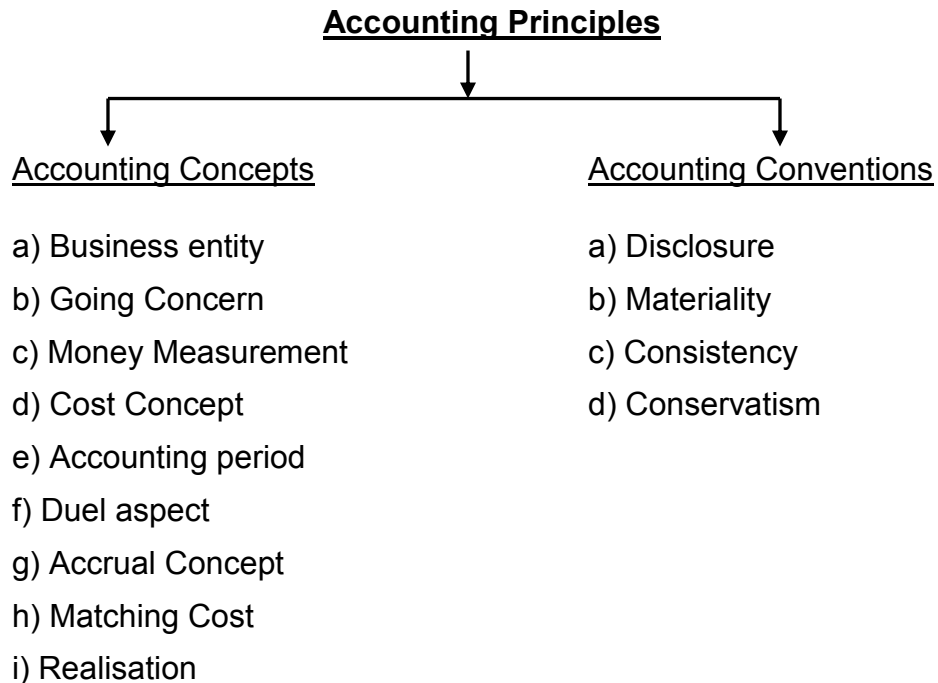 Accounting Principles
Accounting Concepts
a) Business entity
b) Going Concern
c) Money Measurement
d) Cost Concept
e) Accounting period
f) Duel aspect
g) Accrual Concept
h) Matching Cost
i) Realisation
Accounting Conventions
a) Disclosure
b) Materiality
c) Consistency
d) Conservatism